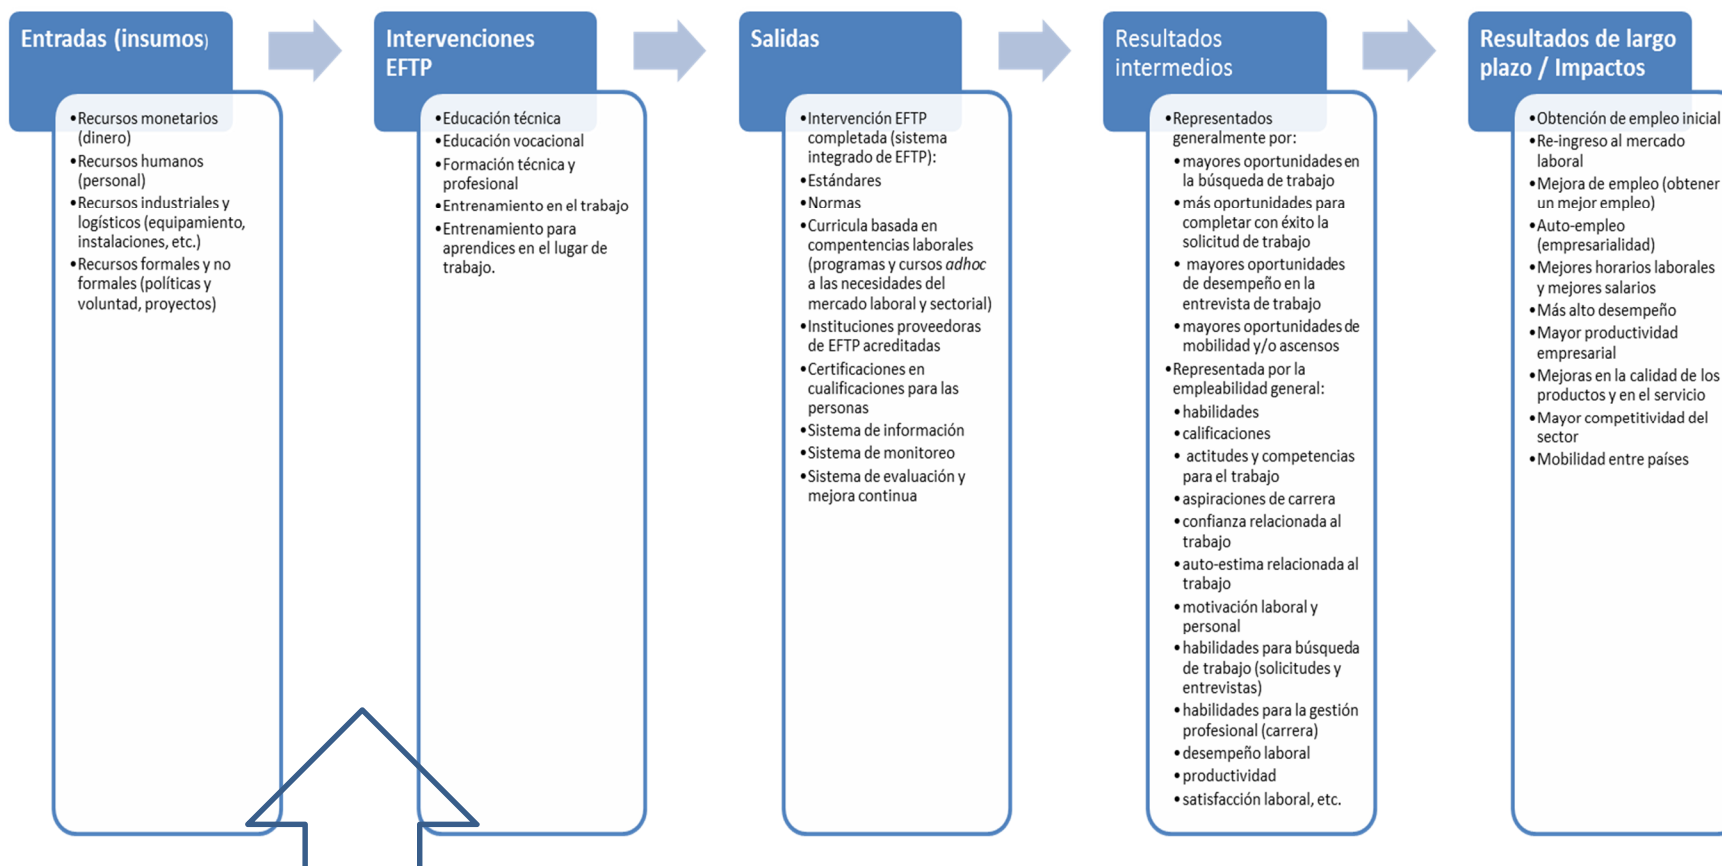 Entradas (insumos)
•Recursos monetarios
(dinero)
•Recursos humanos
(personal)
•Recursos industriales y
logísticos (equipamiento,
instalaciones, etc.)
•Recursos formales y no
formales (políticas y
voluntad, proyectos)
Intervenciones
EFTP
•Educación técnica
•Educación vocacional
•Formación técnica y
profesional
•Entrenamiento en el trabajo
•Entrenamiento para
aprendices en el lugar de
trabajo.
Salidas
•Intervención EFTP
completada (sistema
integrado de EFTP):
•Estándares
•Normas
•Curricula basada en
compentencias laborales
(programas y cursos adhoc
a las necesidades del
mercado laboral y sectorial)
•Instituciones proveedoras
de EFTP acreditadas
•Certificaciones en
cualificaciones para las
personas
•Sistema de información
•Sistema de monitoreo
•Sistema de evaluación y
mejora continua
Resultados
intermedios
•Representados
generalmente por:
•mayores oportunidades en
la búsqueda de trabajo
•más oportunidades para
completar con éxito la
solicitud de trabajo
• mayores oportunidades
de desempeño en la
entrevista de trabajo
•mayores oportunidades de
mobilidad y/o ascensos
•Representada por la
empleabilidad general:
•habilidades
•calificaciones
• actitudes y competencias
para el trabajo
•aspiraciones de carrera
•confianza relacionada al
trabajo
•auto-estima relacionada al
trabajo
•motivación laboral y
personal
•habilidades para búsqueda
de trabajo (solicitudes y
entrevistas)
•habilidades para la gestión
profesional (carrera)
•desempeño laboral
•productividad
•satisfacción laboral, etc.
Resultados de largo
plazo / Impactos
•Obtención de empleo inicial
•Re-ingreso al mercado
laboral
•Mejora de empleo (obtener
un mejor empleo)
•Auto-empleo
(empresarialidad)
•Mejores horarios laborales
y mejores salarios
•Más alto desempeño
•Mayor productividad
empresarial
•Mejoras en la calidad de los
productos y en el servicio
•Mayor competitividad del
sector
•Mobilidad entre países